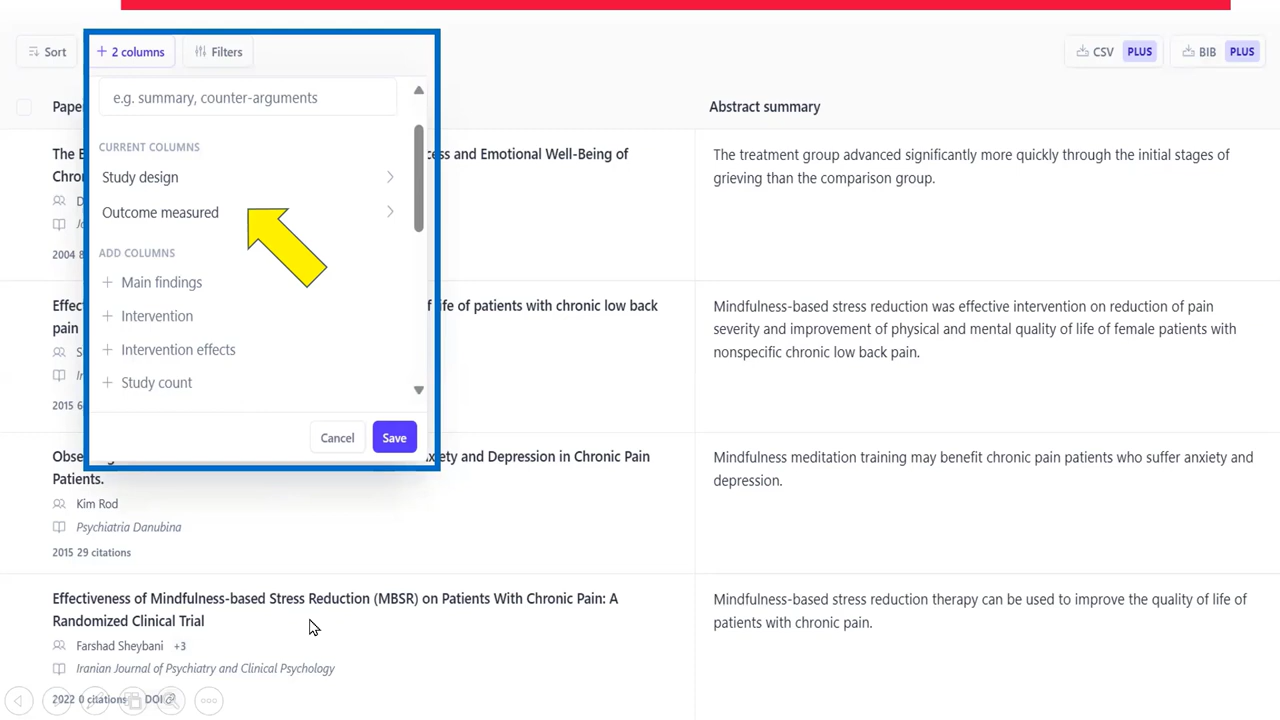 Sort
+ 2 columns
Filters
CSV PLUS
BIB PLUS
e.g. summary, counter-arguments
CURRENT COLUMNS
Study design
Outcome measured
ADD COLUMNS
+ Main findings
+ Intervention
+ Intervention effects
+ Study count
Cancel
Save
Abstract summary
The
and Emotional Well-Being of
2004
The treatment group advanced significantly more quickly through the initial stages of
grieving than the comparison group.
of patients with chronic low back
pain
2015
Mindfulness-based stress reduction was effective intervention on reduction of pain
severity and improvement of physical and mental quality of life of female patients with
nonspecific chronic low back pain.
and Depression in Chronic Pain
Patients.
Kim Rod
Psychiatria Danubina
2015 29 citations
Mindfulness meditation training may benefit chronic pain patients who suffer anxiety and
depression.
Effectiveness of Mindfulness-based Stress Reduction (MBSR) on Patients With Chronic Pain: A
Randomized Clinical Trial
Farshad Sheybani +3
Iranian Journal of Psychiatry and Clinical Psychology
2022 0 citations DOI
Mindfulness-based stress reduction therapy can be used to improve the quality of life of
patients with chronic pain.